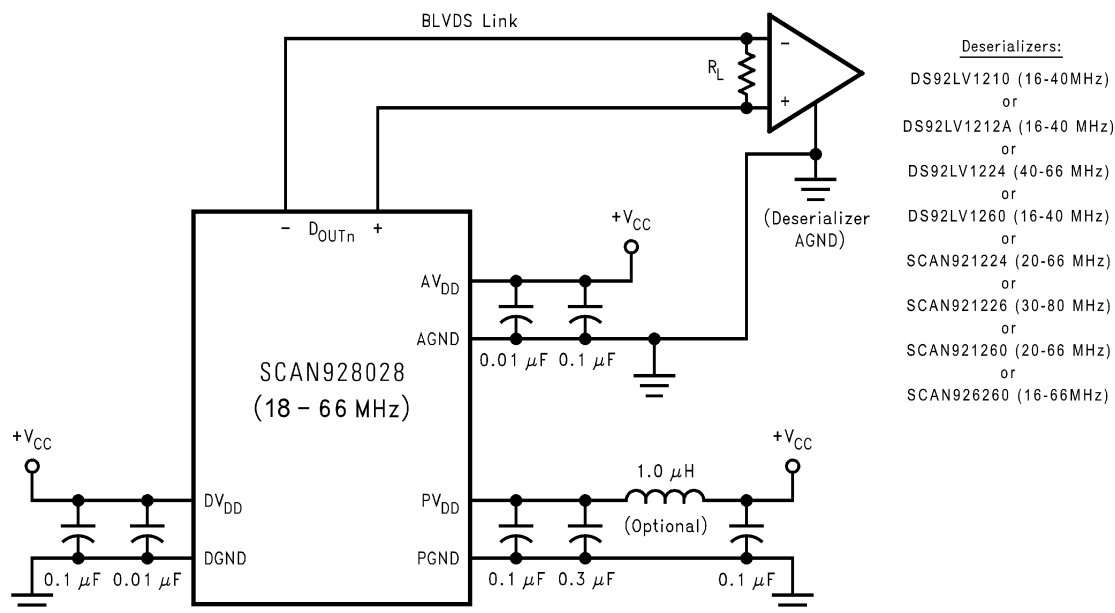 BLVDS Link
R_L
-
+
Deserializers:
DS92LV1210 (16-40MHz)
or
DS92LV1212A (16-40 MHz)
or
DS92LV1224 (40-66 MHz)
or
DS92LV1260 (16-40 MHz)
or
SCAN921224 (20-66 MHz)
or
SCAN921226 (30-80 MHz)
or
SCAN921260 (20-66 MHz)
or
SCAN926260 (16-66MHz)
(Deserializer
AGND)
- D_OUTn +
+V_CC
AV_DD
AGND
0.01 μF 0.1 μF
SCAN928028
(18 – 66 MHz)
+V_CC
DV_DD
DGND
0.1 μF 0.01 μF
+V_CC
1.0 μH
(Optional)
PV_DD
PGND
0.1 μF 0.3 μF 0.1 μF